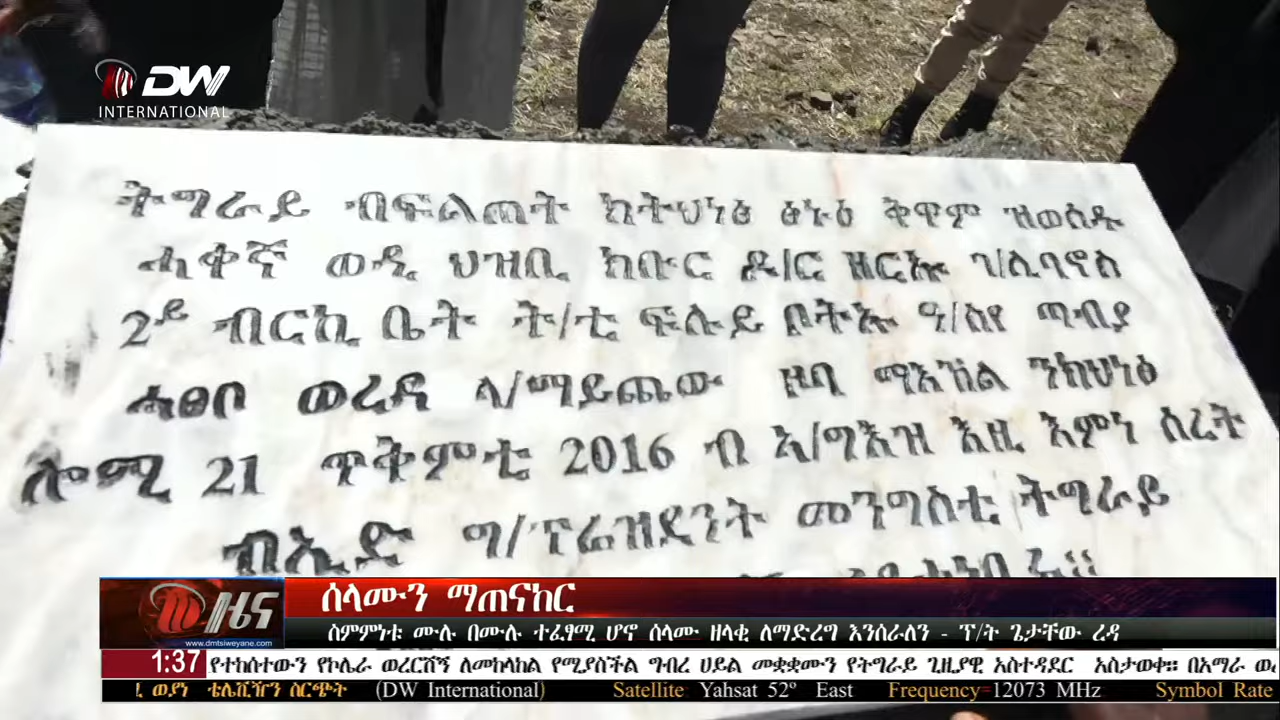 DW
INTERNATIONAL
ትግራይ ብፍልጠት ክትህነፅ ፅኑዕ ቅዋም ዝወሰዱ
ሓቀኛ ወዲ ህዝቢ ክቡር ዶ/ር ዘርኡ ገ/ሊባኖስ
2ይ ብርኪ ቤት ት/ቲ ፍሉይ ቦትኡ ዓ/ስየ ጣብያ
ሓፀቦ ወረዳ ላ/ማይጨው ዞባ ማእኸል ንክህነፅ
ሎሚ 21 ጥቅምቲ 2016 ብ ኣ/ግእዝ እዚ እምነ ሰረት
ብኢድ ግ/ፕሬዝደንት መንግስቲ ትግራይ
ዜና
www.dmtsiweyane.com
ሰላሙን ማጠናከር
ስምምነቱ ሙሉ በሙሉ ተፈፃሚ ሆኖ ሰላሙ ዘላቂ ለማድረግ እንሰራለን - ፕ/ት ጌታቸው ረዳ
1:37 የተከሰተውን የኮሌራ ወረርሽኝ ለመከላከል የሚያስችል ግብረ ሀይል መቋቋሙን የትግራይ ጊዚያዊ አስተዳደር አስታወቀ። በአማራ
ወያነ ቴሌቪዥን ስርጭት (DW International) Satellite Yahsat 52° East Frequency=12073 MHz Symbol Rate